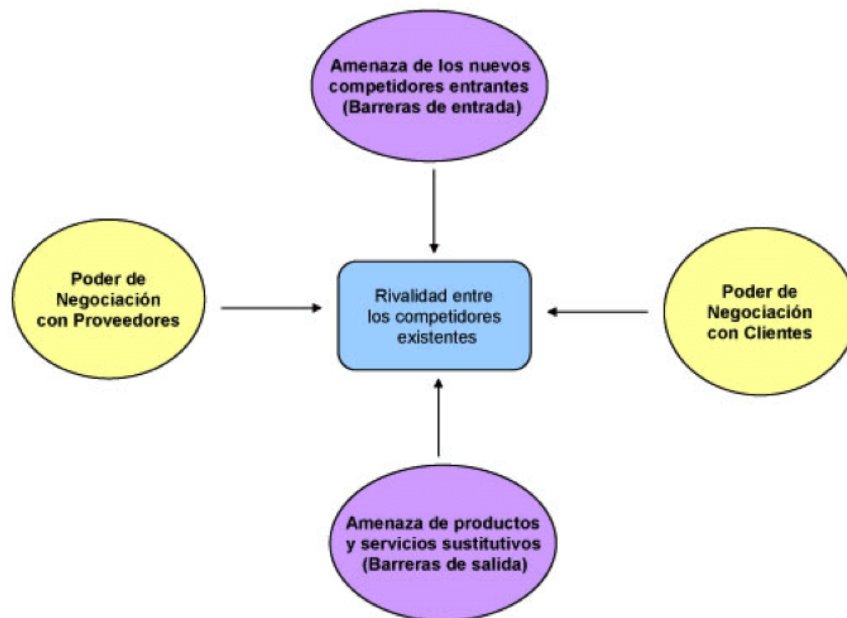 Amenaza de los nuevos
competidores entrantes
(Barreras de entrada)
Poder de
Negociación
con Proveedores
Rivalidad entre
los competidores
existentes
Poder de
Negociación
con Clientes
Amenaza de productos
y servicios sustitutivos
(Barreras de salida)